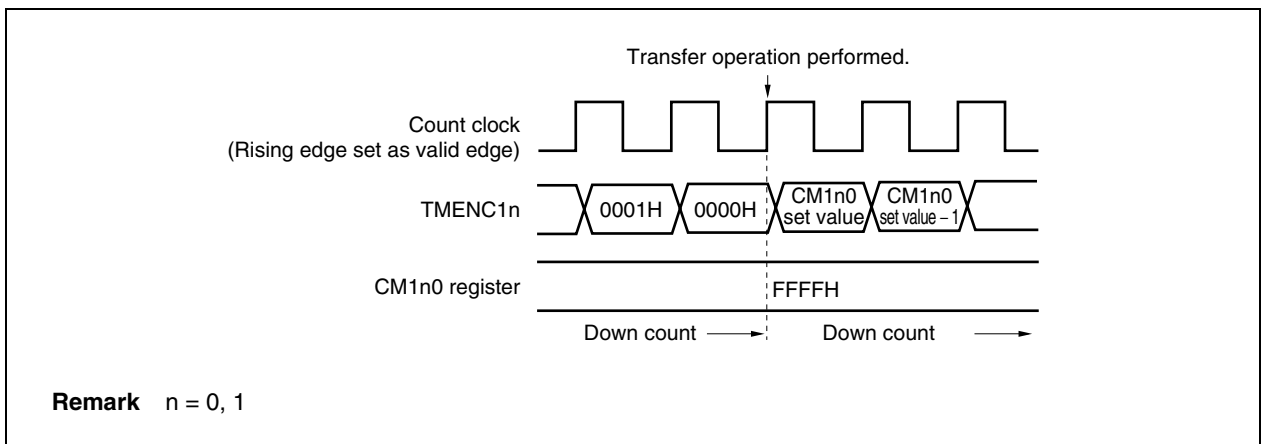 Transfer operation performed.
Count clock
(Rising edge set as valid edge)
TMENC1n
0001H
0000H
CM1n0
set value
CM1n0
set value – 1
CM1n0 register
FFFFH
Down count
Down count
Remark n = 0, 1